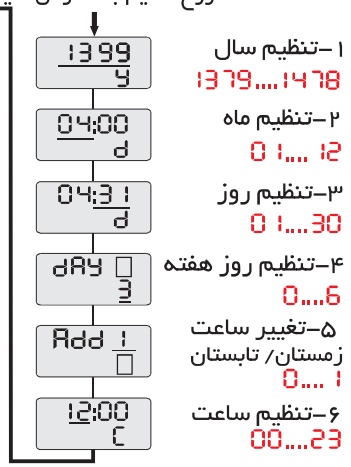 1399
y
۱–تنظیم سال
1379....1478
04:00
d
۲–تنظیم ماه
01....12
04:31
d
۳–تنظیم روز
01....30
dAY
3
۴–تنظیم روز هفته
0....6
Add 1
۵–تغییر ساعت
زمستان/ تابستان
0.... 1
12:00
C
۶–تنظیم ساعت
00....23